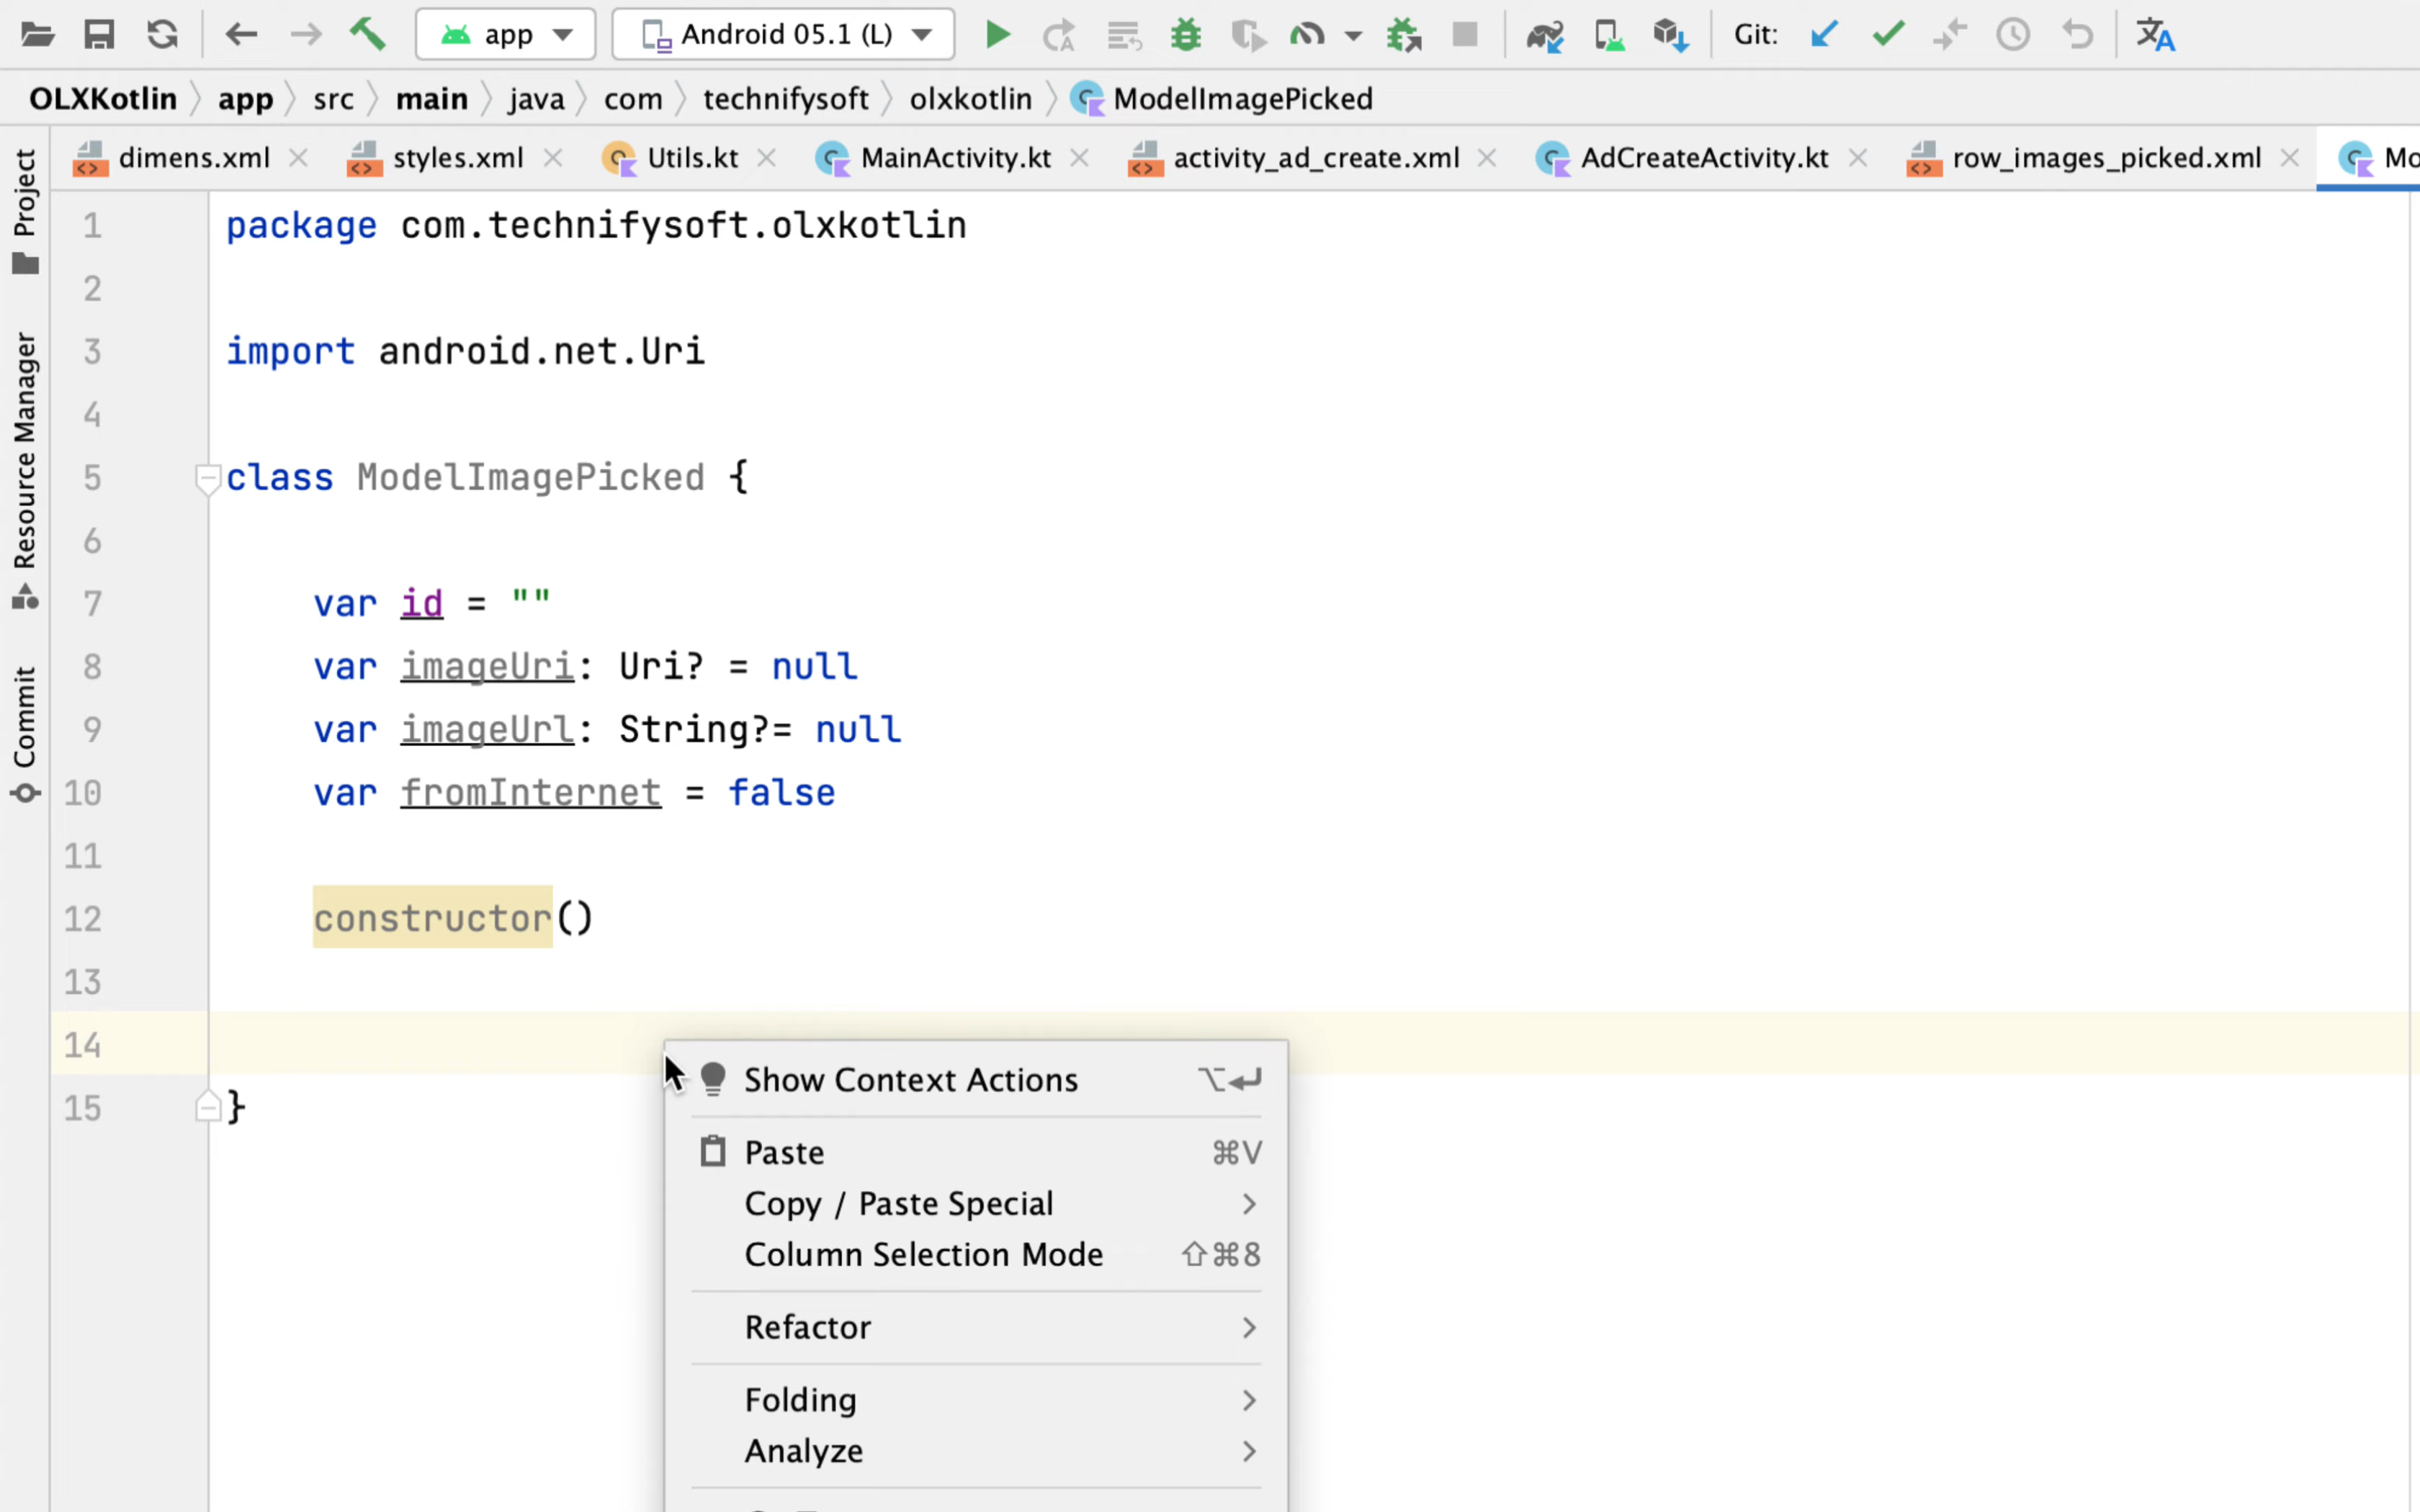 app Android 05.1 (L) Git:
OLXKotlin app src main java com technifysoft olxkotlin ModelImagePicked
dimens.xml styles.xml Utils.kt MainActivity.kt activity_ad_create.xml AdCreateActivity.kt row_images_picked.xml Mo
Project
Resource Manager
Commit
1 package com.technifysoft.olxkotlin
2
3 import android.net.Uri
4
5 class ModelImagePicked {
6
7 var id = ""
8 var imageUri: Uri? = null
9 var imageUrl: String?= null
10 var fromInternet = false
11
12 constructor()
13
14
15 }
Show Context Actions ⌥↵
Paste ⌘V
Copy / Paste Special
Column Selection Mode ⇧⌘8
Refactor
Folding
Analyze